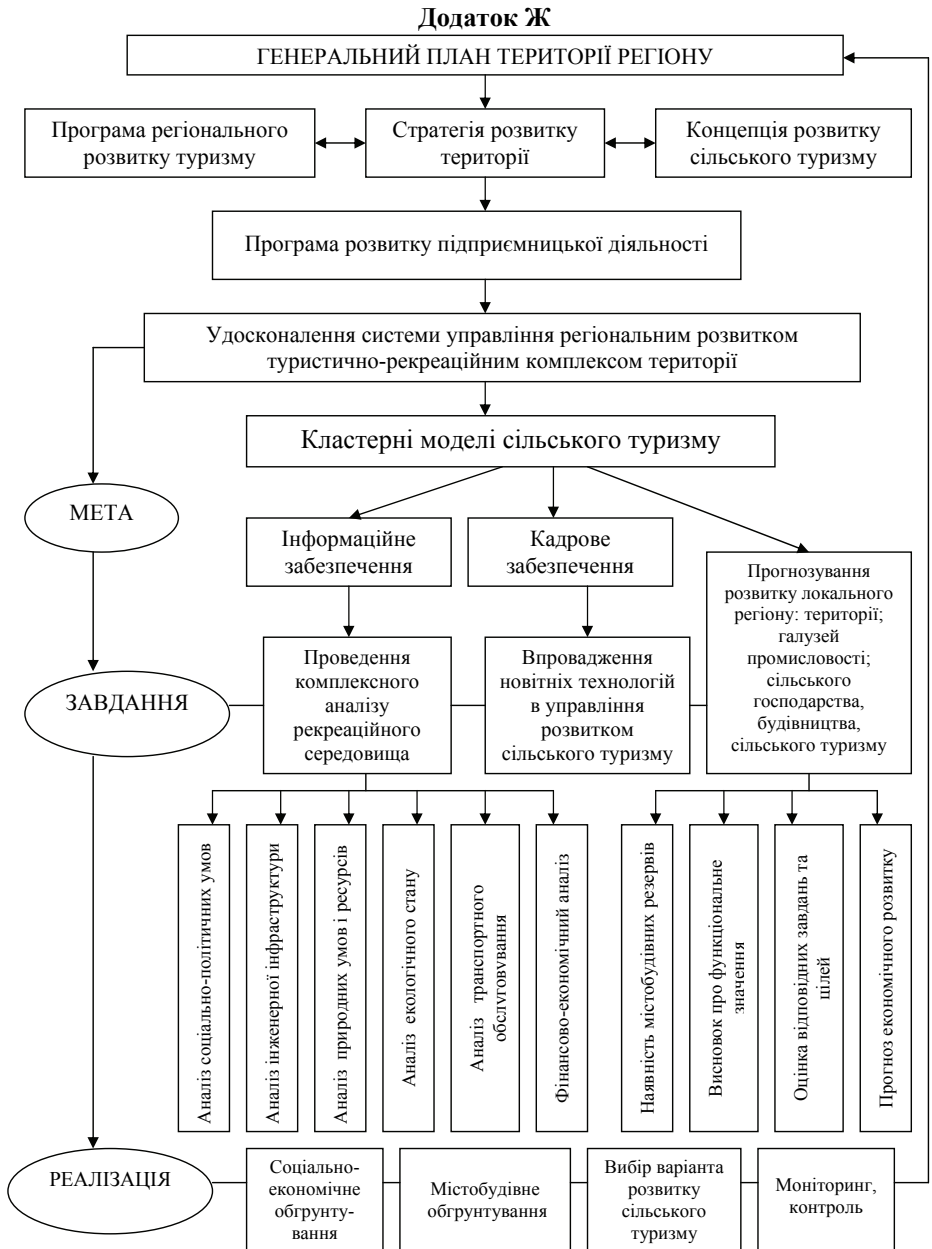 Додаток Ж
ГЕНЕРАЛЬНИЙ ПЛАН ТЕРИТОРІЇ РЕГІОНУ
Програма регіонального
розвитку туризму
Стратегія розвитку
території
Концепція розвитку
сільського туризму
Програма розвитку підприємницької діяльності
Удосконалення системи управління регіональним розвитком
туристично-рекреаційним комплексом території
Кластерні моделі сільського туризму
МЕТА
Інформаційне
забезпечення
Кадрове
забезпечення
Прогнозування
розвитку локального
регіону: території;
галузей
промисловості;
сільського
господарства,
будівництва,
сільського туризму
ЗАВДАННЯ
Проведення
комплексного
аналізу
рекреаційного
середовища
Впровадження
новітніх технологій
в управління
розвитком
сільського туризму
Аналіз соціально-політичних умов
Аналіз інженерної інфраструктури
Аналіз природних умов і ресурсів
Аналіз екологічного стану
Аналіз транспортного
обслуговування
Фінансово-економічний аналіз
Наявність містобудівних резервів
Висновок про функціональне
значення
Оцінка відповідних завдань та
цілей
Прогноз економічного розвитку
РЕАЛІЗАЦІЯ
Соціально-
економічне
обгрунту-
вання
Містобудівне
обгрунтування
Вибір варіанта
розвитку
сільського
туризму
Моніторинг,
контроль